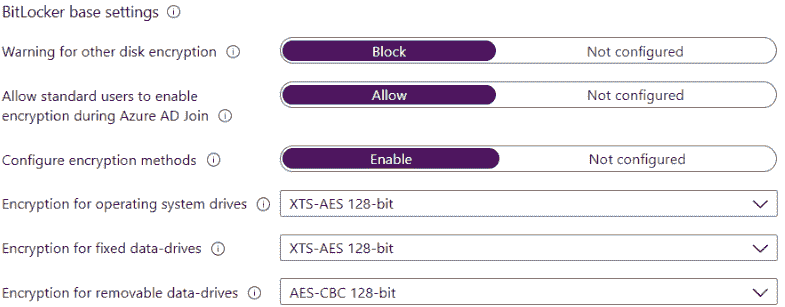 BitLocker base settings
Warning for other disk encryption Block Not configured
Allow standard users to enable
encryption during Azure AD Join Allow Not configured
Configure encryption methods Enable Not configured
Encryption for operating system drives XTS-AES 128-bit
Encryption for fixed data-drives XTS-AES 128-bit
Encryption for removable data-drives AES-CBC 128-bit